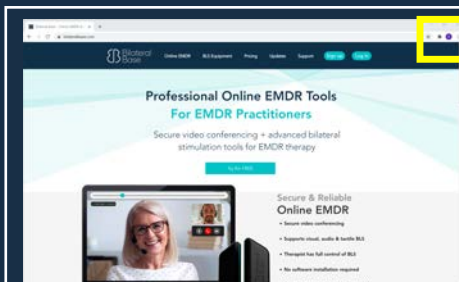 bilateralbase.com
Bilateral
Base
Online EMDR BLS Equipment Pricing Updates Support Sign Up Log In
Professional Online EMDR Tools
For EMDR Practitioners
Secure video conferencing + advanced bilateral
stimulation tools for EMDR therapy
Secure & Reliable
Online EMDR
• Secure video conferencing
• Supports visual, audio & tactile BLS
• Therapist has full control of BLS
• No software installation required